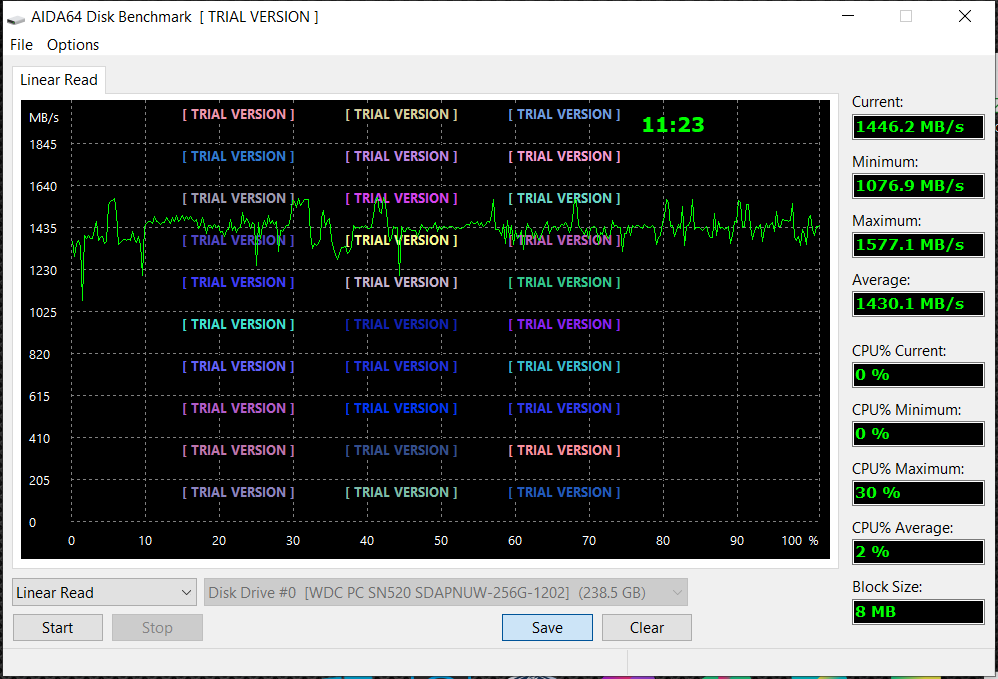 AIDA64 Disk Benchmark [ TRIAL VERSION ]
File Options
Linear Read
MB/s
1845
1640
1435
1230
1025
820
615
410
205
0
0 10 20 30 40 50 60 70 80 90 100 %
11:23
[ TRIAL VERSION ] [ TRIAL VERSION ] [ TRIAL VERSION ]
[ TRIAL VERSION ] [ TRIAL VERSION ] [ TRIAL VERSION ]
[ TRIAL VERSION ] [ TRIAL VERSION ] [ TRIAL VERSION ]
[ TRIAL VERSION ] [ TRIAL VERSION ] [ TRIAL VERSION ]
[ TRIAL VERSION ] [ TRIAL VERSION ] [ TRIAL VERSION ]
[ TRIAL VERSION ] [ TRIAL VERSION ] [ TRIAL VERSION ]
[ TRIAL VERSION ] [ TRIAL VERSION ] [ TRIAL VERSION ]
[ TRIAL VERSION ] [ TRIAL VERSION ] [ TRIAL VERSION ]
[ TRIAL VERSION ] [ TRIAL VERSION ] [ TRIAL VERSION ]
[ TRIAL VERSION ] [ TRIAL VERSION ] [ TRIAL VERSION ]
Current:
1446.2 MB/s
Minimum:
1076.9 MB/s
Maximum:
1577.1 MB/s
Average:
1430.1 MB/s
CPU% Current:
0 %
CPU% Minimum:
0 %
CPU% Maximum:
30 %
CPU% Average:
2 %
Block Size:
8 MB
Linear Read
Disk Drive #0 [WDC PC SN520 SDAPNUW-256G-1202] (238.5 GB)
Start Stop Save Clear